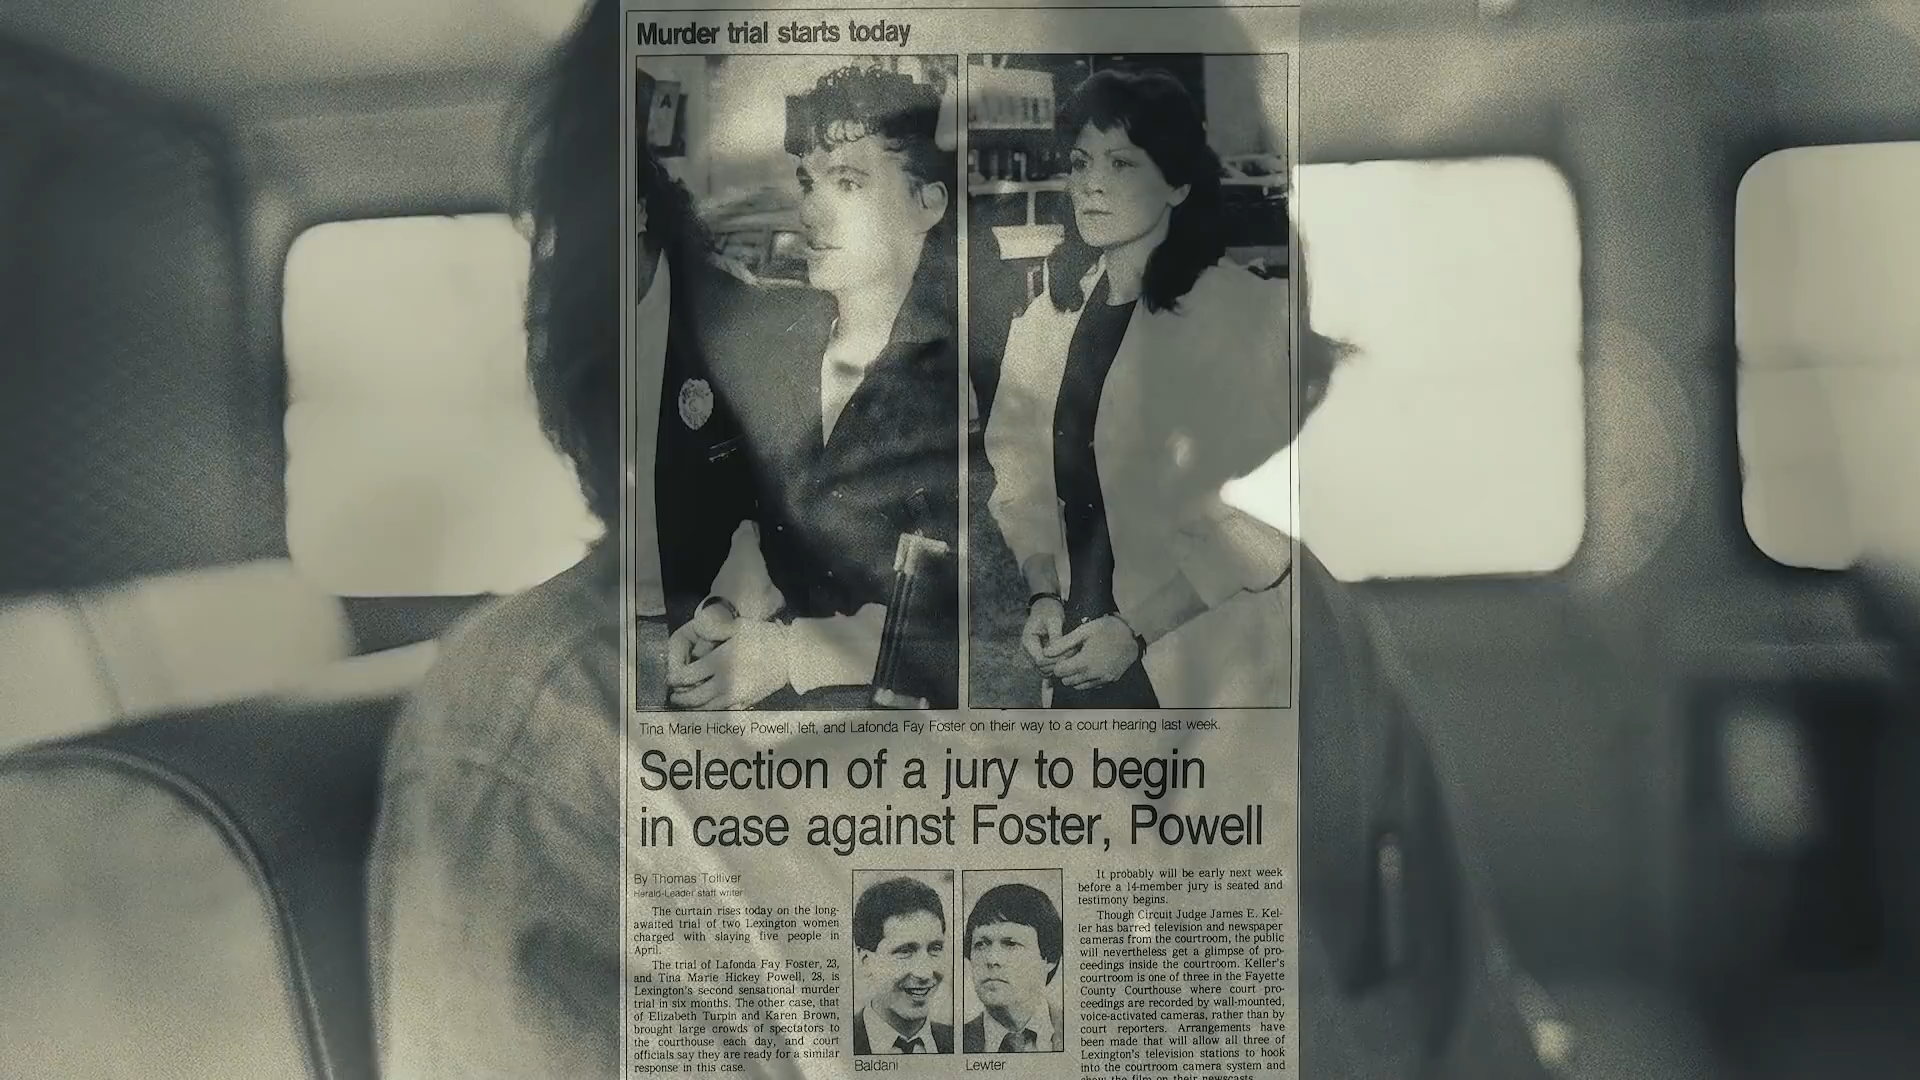 Murder trial starts today
A
Tina Marie Hickey Powell, left, and Lafonda Fay Foster on their way to a court hearing last week.
Selection of a jury to begin
in case against Foster, Powell
By Thomas Tolliver
Herald-Leader staff writer
The curtain rises today on the long-
awaited trial of two Lexington women
charged with slaying five people in
April.
The trial of Lafonda Fay Foster, 23,
and Tina Marie Hickey Powell, 28, is
Lexington's second sensational murder
trial in six months. The other case, that
of Elizabeth Turpin and Karen Brown,
brought large crowds of spectators to
the courthouse each day, and court
officials say they are ready for a similar
response in this case.
Baldani
Lewter
It probably will be early next week
before a 14-member jury is seated and
testimony begins.
Though Circuit Judge James E. Kel-
ler has barred television and newspaper
cameras from the courtroom, the public
will nevertheless get a glimpse of pro-
ceedings inside the courtroom. Keller's
courtroom is one of three in the Fayette
County Courthouse where court pro-
ceedings are recorded by wall-mounted,
voice-activated cameras, rather than by
court reporters. Arrangements have
been made that will allow all three of
Lexington's television stations to hook
into the courtroom camera system and
show the film on their newscasts.